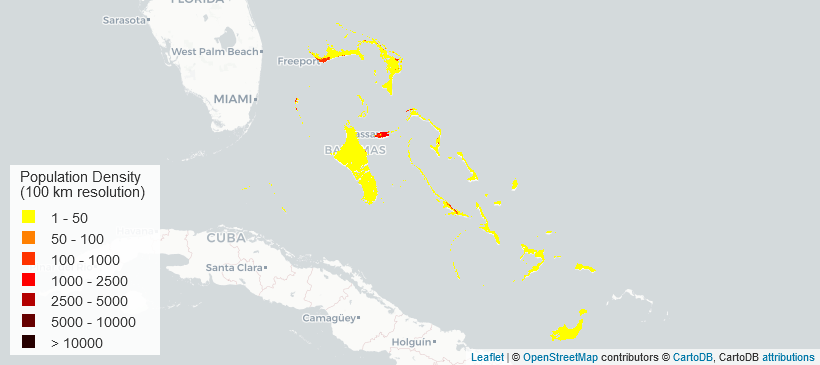 FLORIDA
Sarasota
West Palm Beach
Freeport
MIAMI
assau
BAHAMAS
Population Density
(100 km resolution)
1 - 50
50 - 100
100 - 1000
1000 - 2500
2500 - 5000
5000 - 10000
> 10000
CUBA
Santa Clara
Camagüey
Holguín
Leaflet | © OpenStreetMap contributors © CartoDB, CartoDB attributions